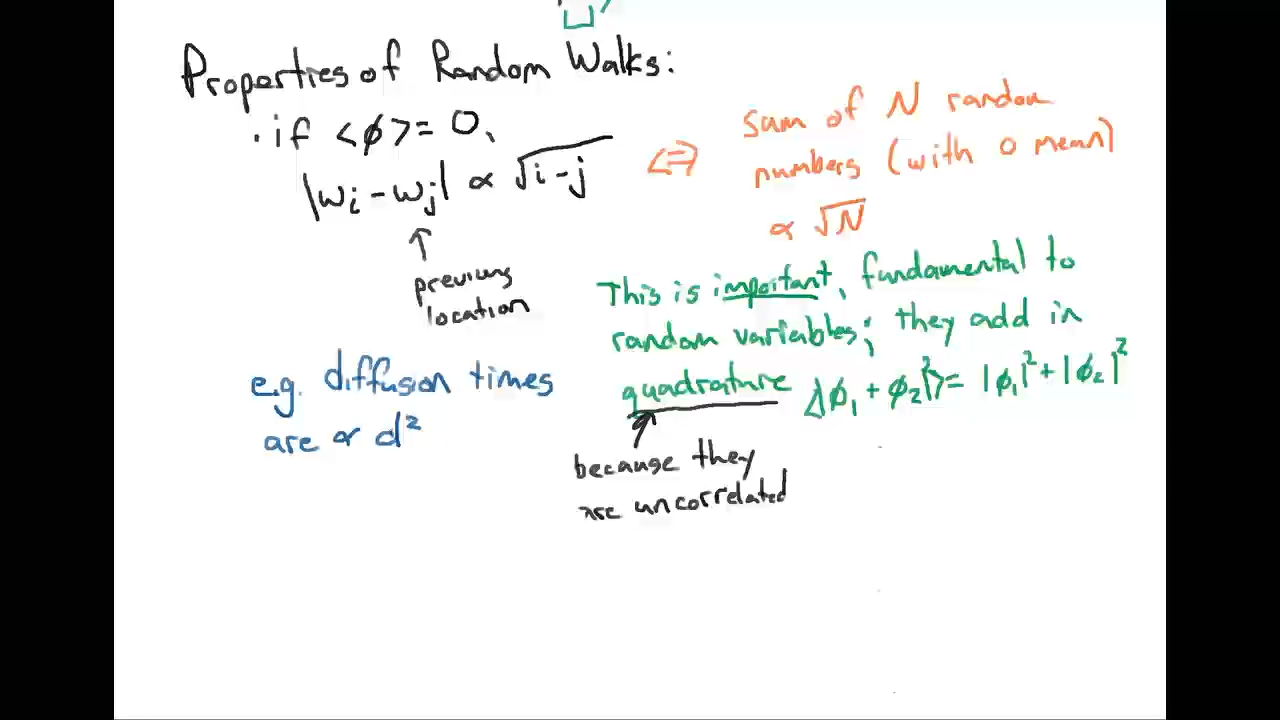 Properties of Random Walks:
· if <φ> = 0,
|wᵢ - wⱼ| ∝ √i-j
↑
previous
location
⇔
sum of N random
numbers (with 0 mean)
∝ √N
This is important, fundamental to
random variables; they add in
quadrature <|φ₁ + φ₂|²> = |φ₁|² + |φ₂|²
because they
are uncorrelated
e.g. diffusion times
are ∝ d²